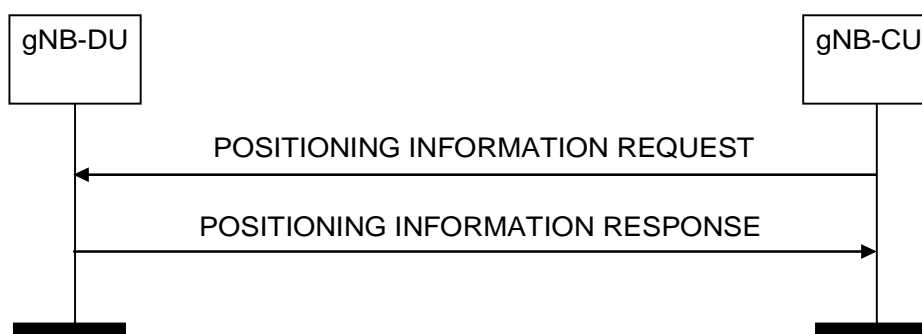 gNB-DU
gNB-CU
POSITIONING INFORMATION REQUEST
POSITIONING INFORMATION RESPONSE